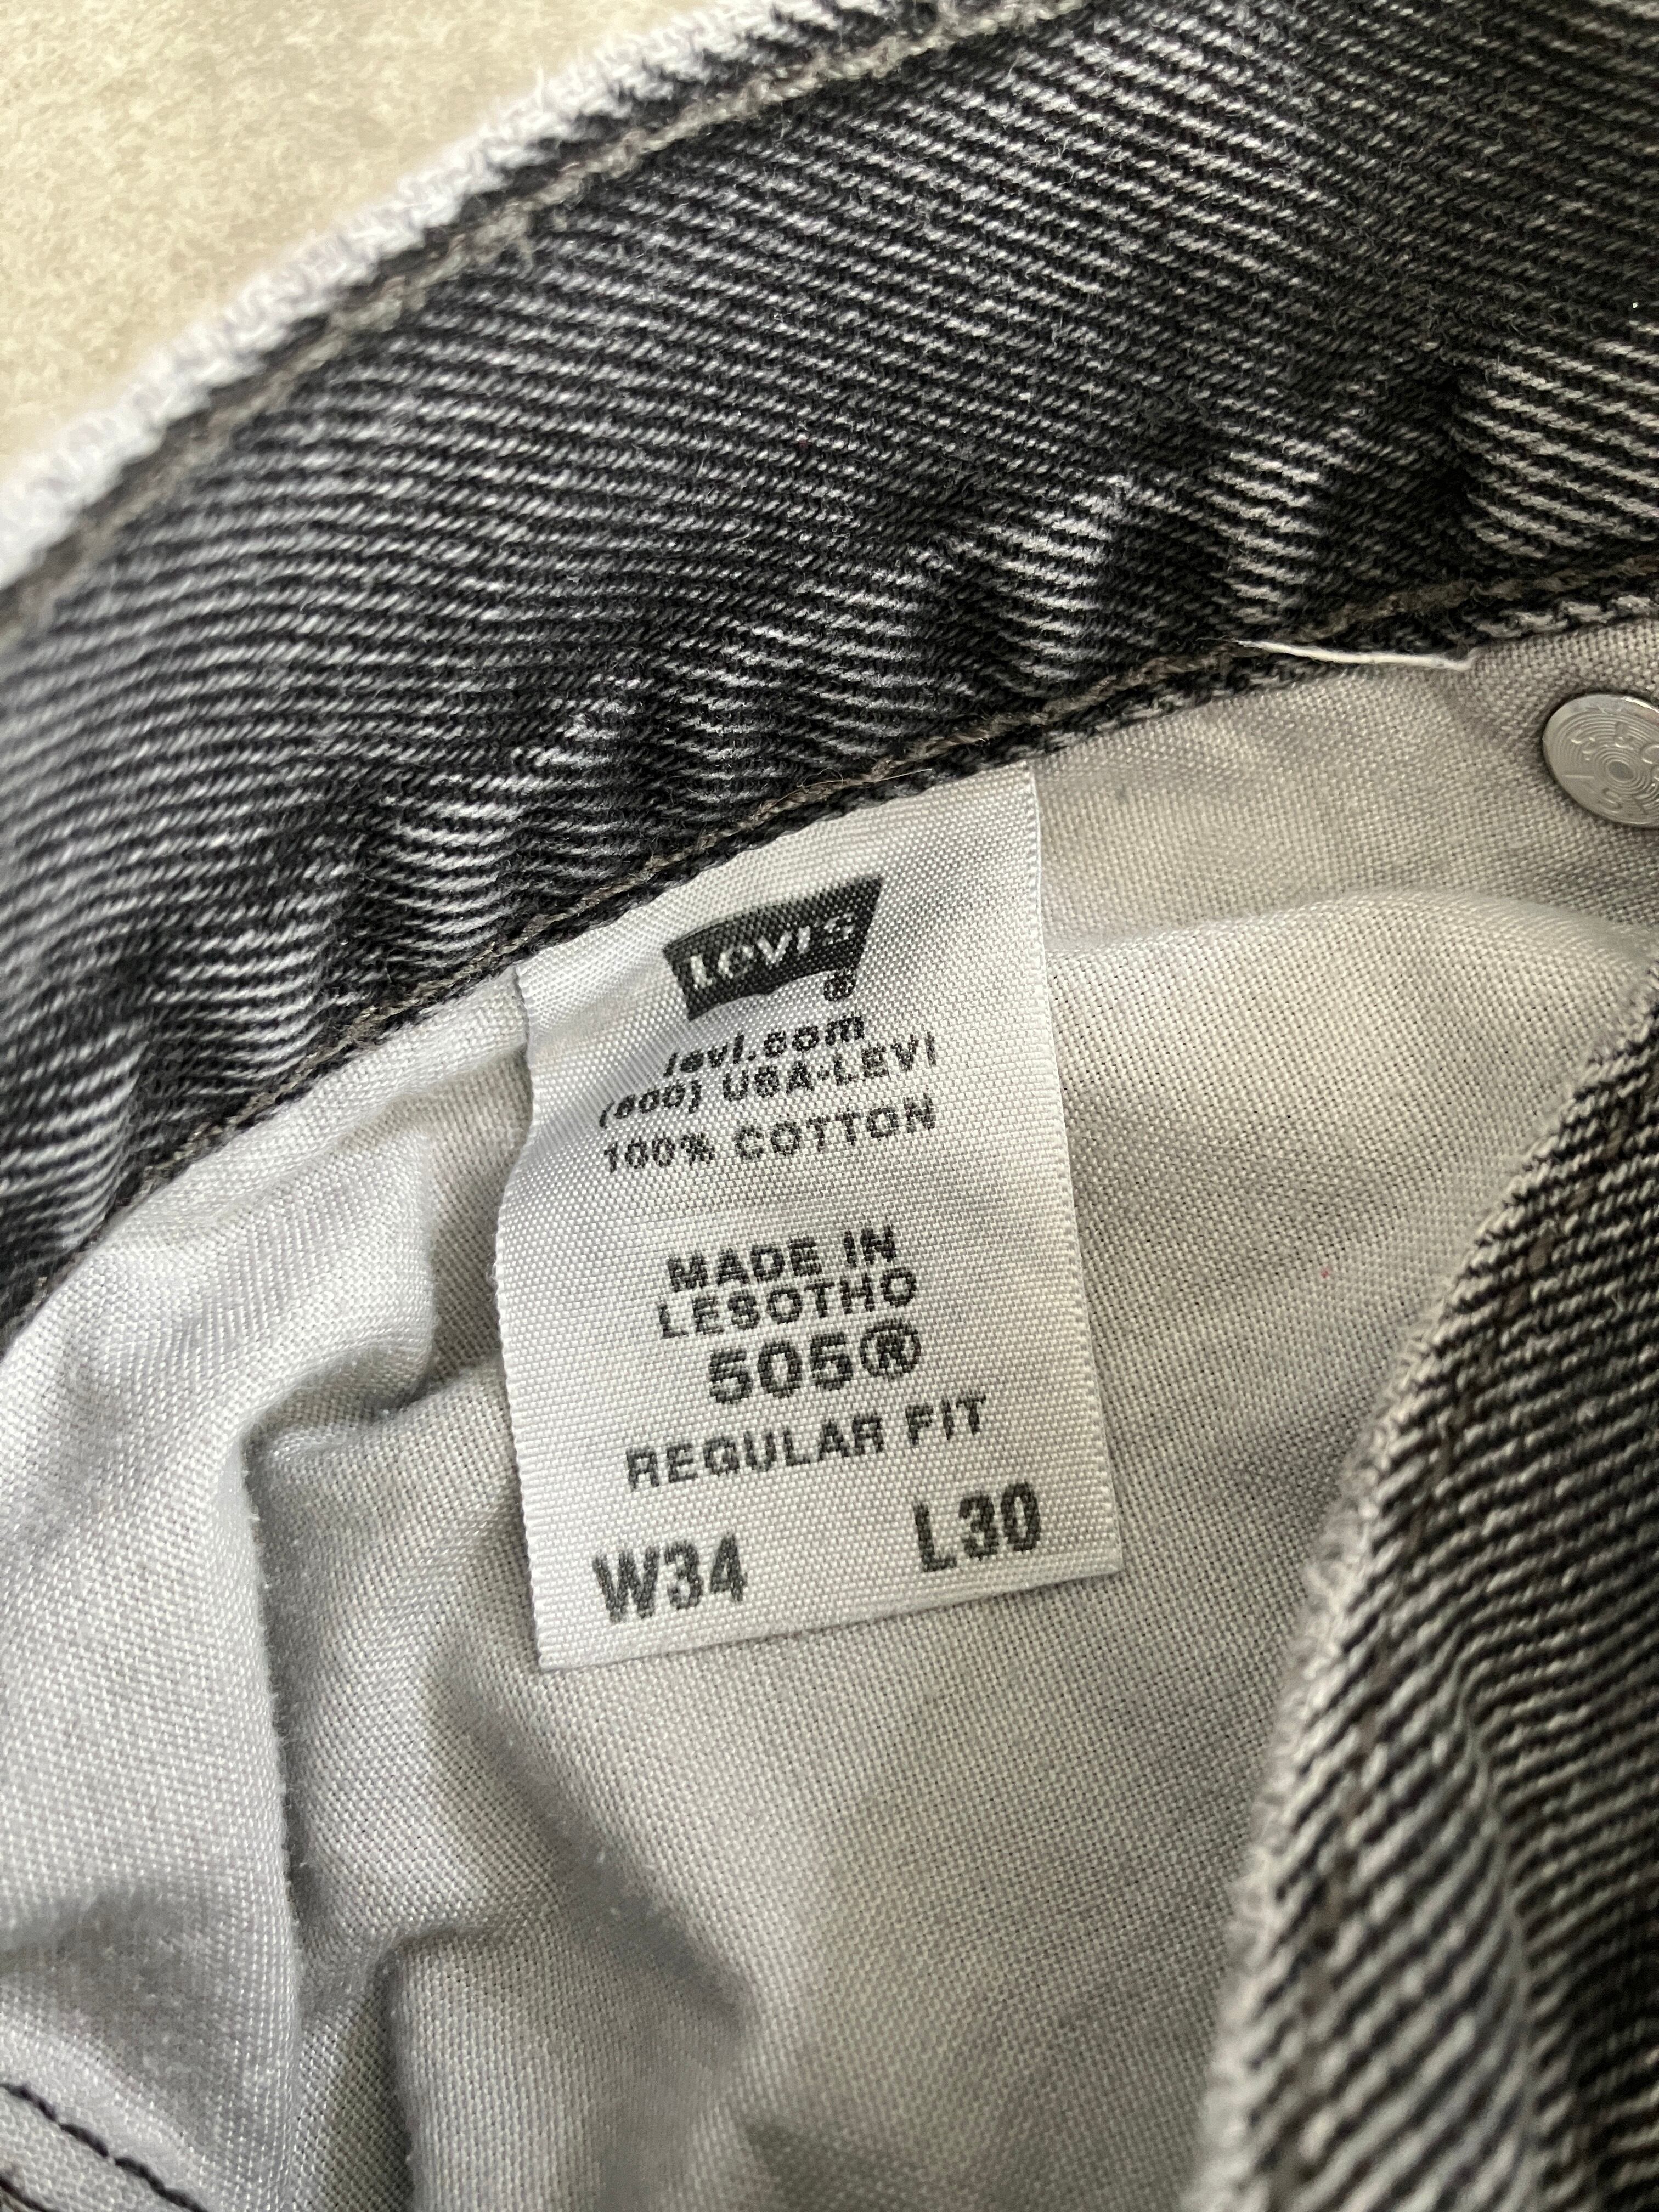 Levi's®
levi.com
(800) USA-LEVI
100% COTTON
MADE IN
LESOTHO
505®
REGULAR FIT
W34 L30